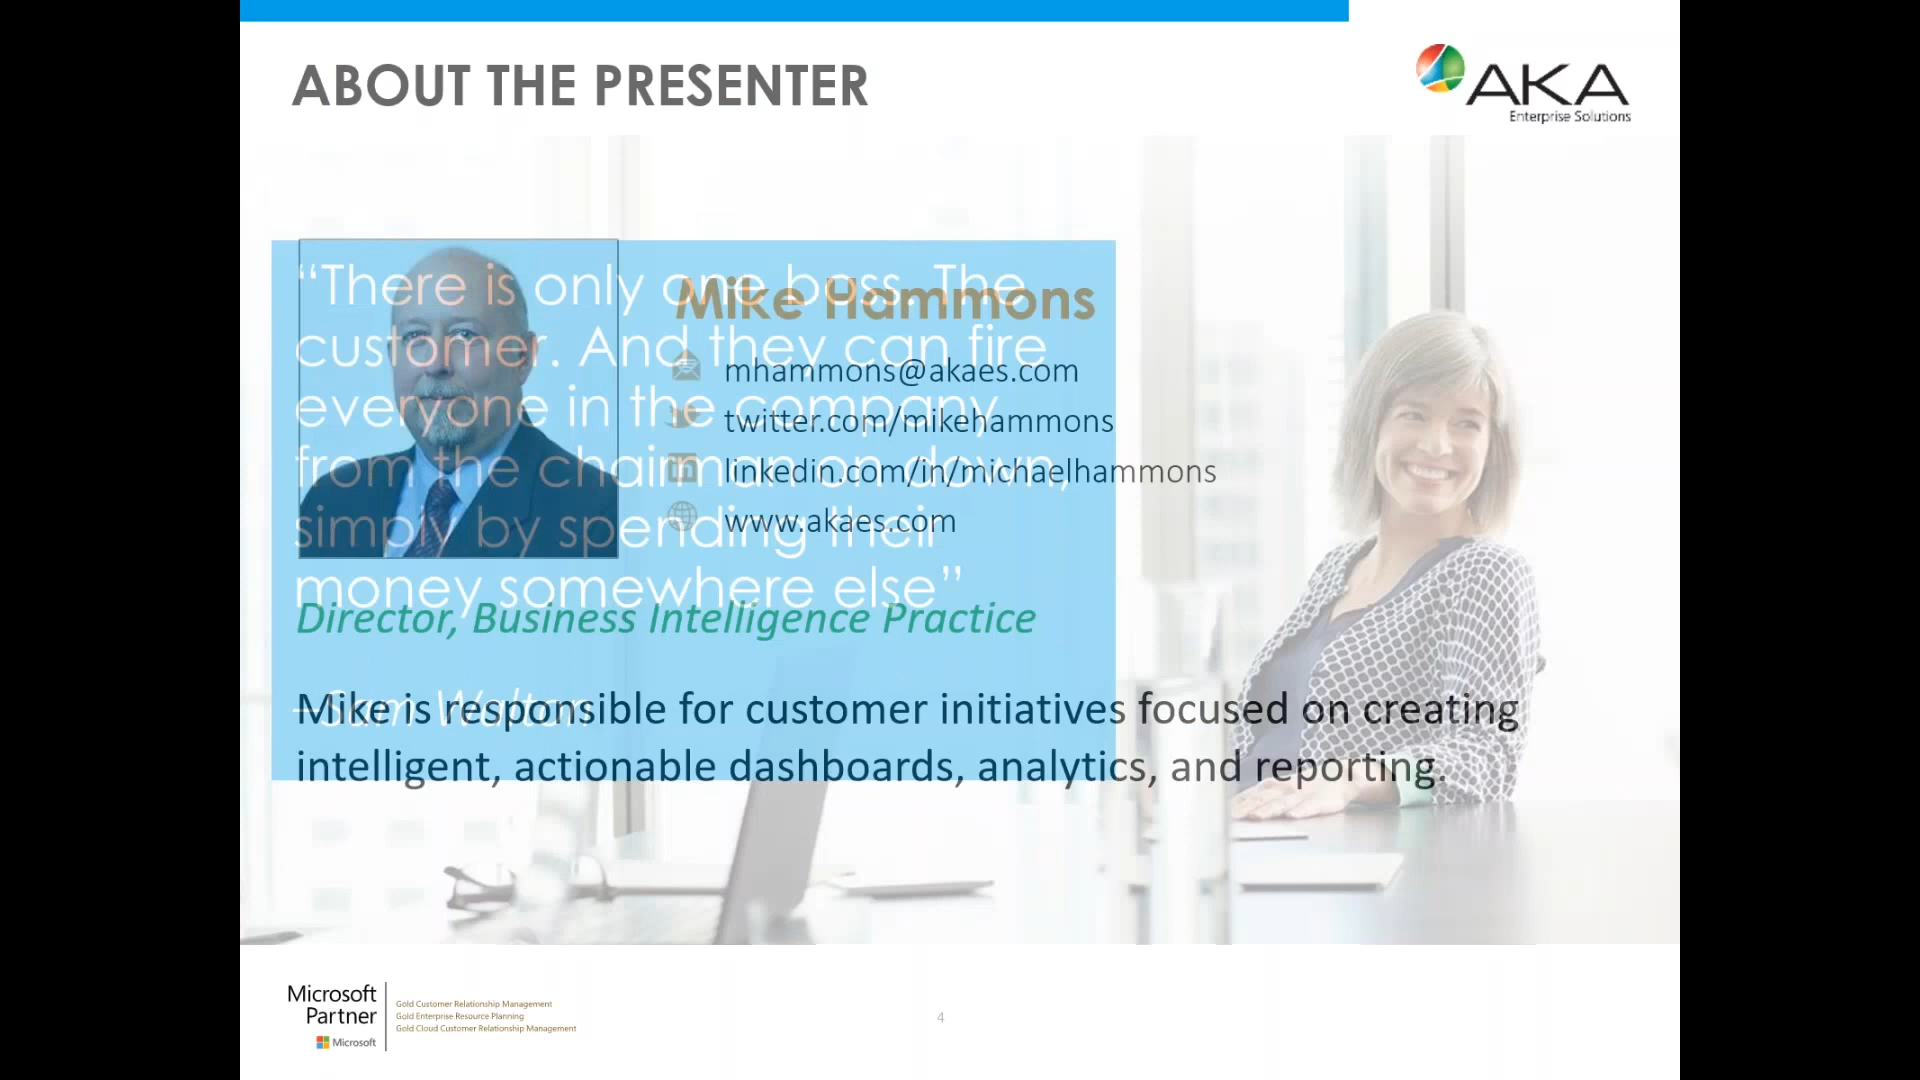 ABOUT THE PRESENTER
AKA
Enterprise Solutions
“There is only one boss. The
customer. And they can fire
everyone in the company
from the chairman on down,
simply by spending their
money somewhere else”
–Sam Walton
Mike Hammons
mhammons@akaes.com
twitter.com/mikehammons
linkedin.com/in/michaelhammons
www.akaes.com
Director, Business Intelligence Practice
Mike is responsible for customer initiatives focused on creating
intelligent, actionable dashboards, analytics, and reporting.
Microsoft
Partner
Microsoft
Gold Customer Relationship Management
Gold Enterprise Resource Planning
Gold Cloud Customer Relationship Management
4